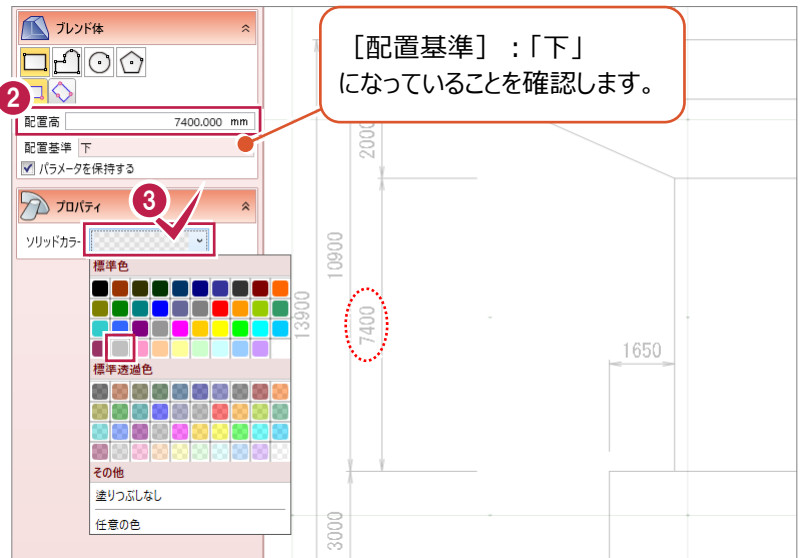 ブレンド体
［配置基準］：「下」
になっていることを確認します。
2
配置高 7400.000 mm
配置基準 下
パラメータを保持する
プロパティ
3
ソリッドカラー
標準色
標準透過色
その他
塗りつぶしなし
任意の色
2000
10900
13900
7400
1650
3000